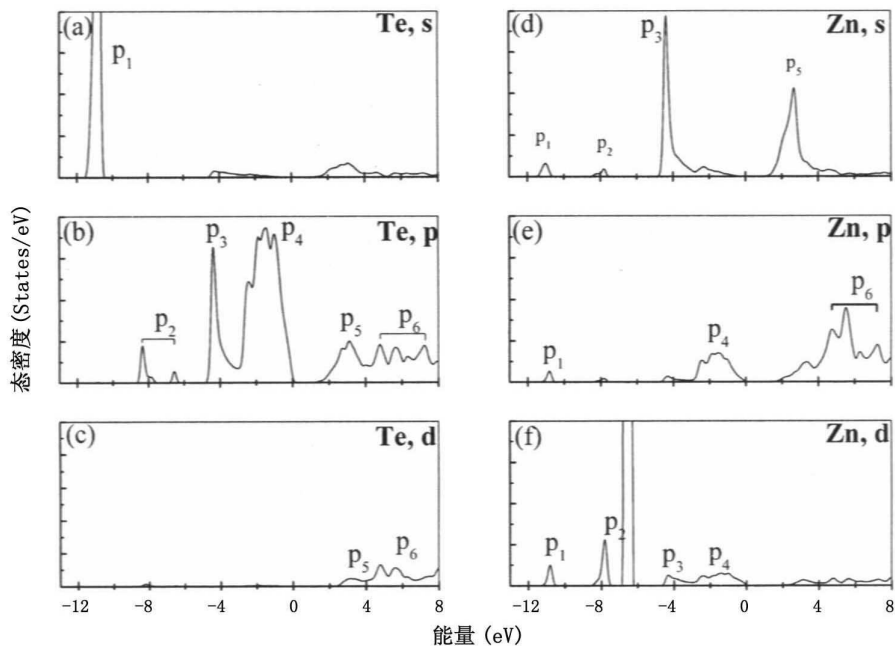 (a) Te, s
p₁
(d) Zn, s
p₃
p₅
p₁
p₂
(b) Te, p
p₃
p₄
p₂
p₅
p₆
(e) Zn, p
p₆
p₄
p₁
(c) Te, d
p₅
p₆
(f) Zn, d
p₂
p₁
p₃
p₄
态密度(States/eV)
-12 -8 -4 0 4 8
-12 -8 -4 0 4 8
能量 (eV)